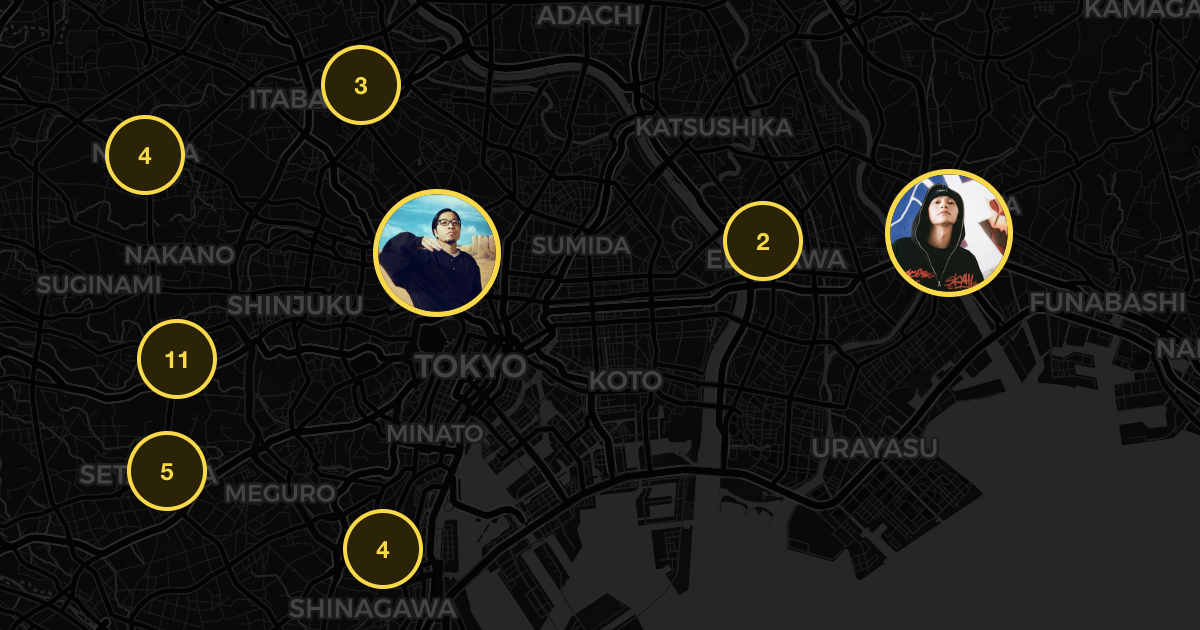 ADACHI
KAMAGA
3
ITABA
KATSUSHIKA
4
SUMIDA
2
NAKANO
SUGINAMI
SHINJUKU
FUNABASHI
11
TOKYO
KOTO
MINATO
URAYASU
5
MEGURO
4
SHINAGAWA